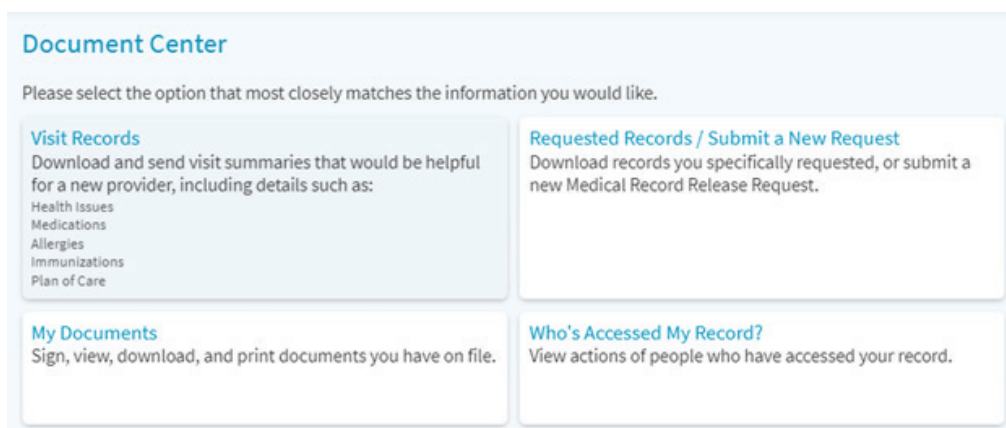 Document Center
Please select the option that most closely matches the information you would like.
Visit Records
Download and send visit summaries that would be helpful
for a new provider, including details such as:
Health Issues
Medications
Allergies
Immunizations
Plan of Care
Requested Records / Submit a New Request
Download records you specifically requested, or submit a
new Medical Record Release Request.
My Documents
Sign, view, download, and print documents you have on file.
Who's Accessed My Record?
View actions of people who have accessed your record.